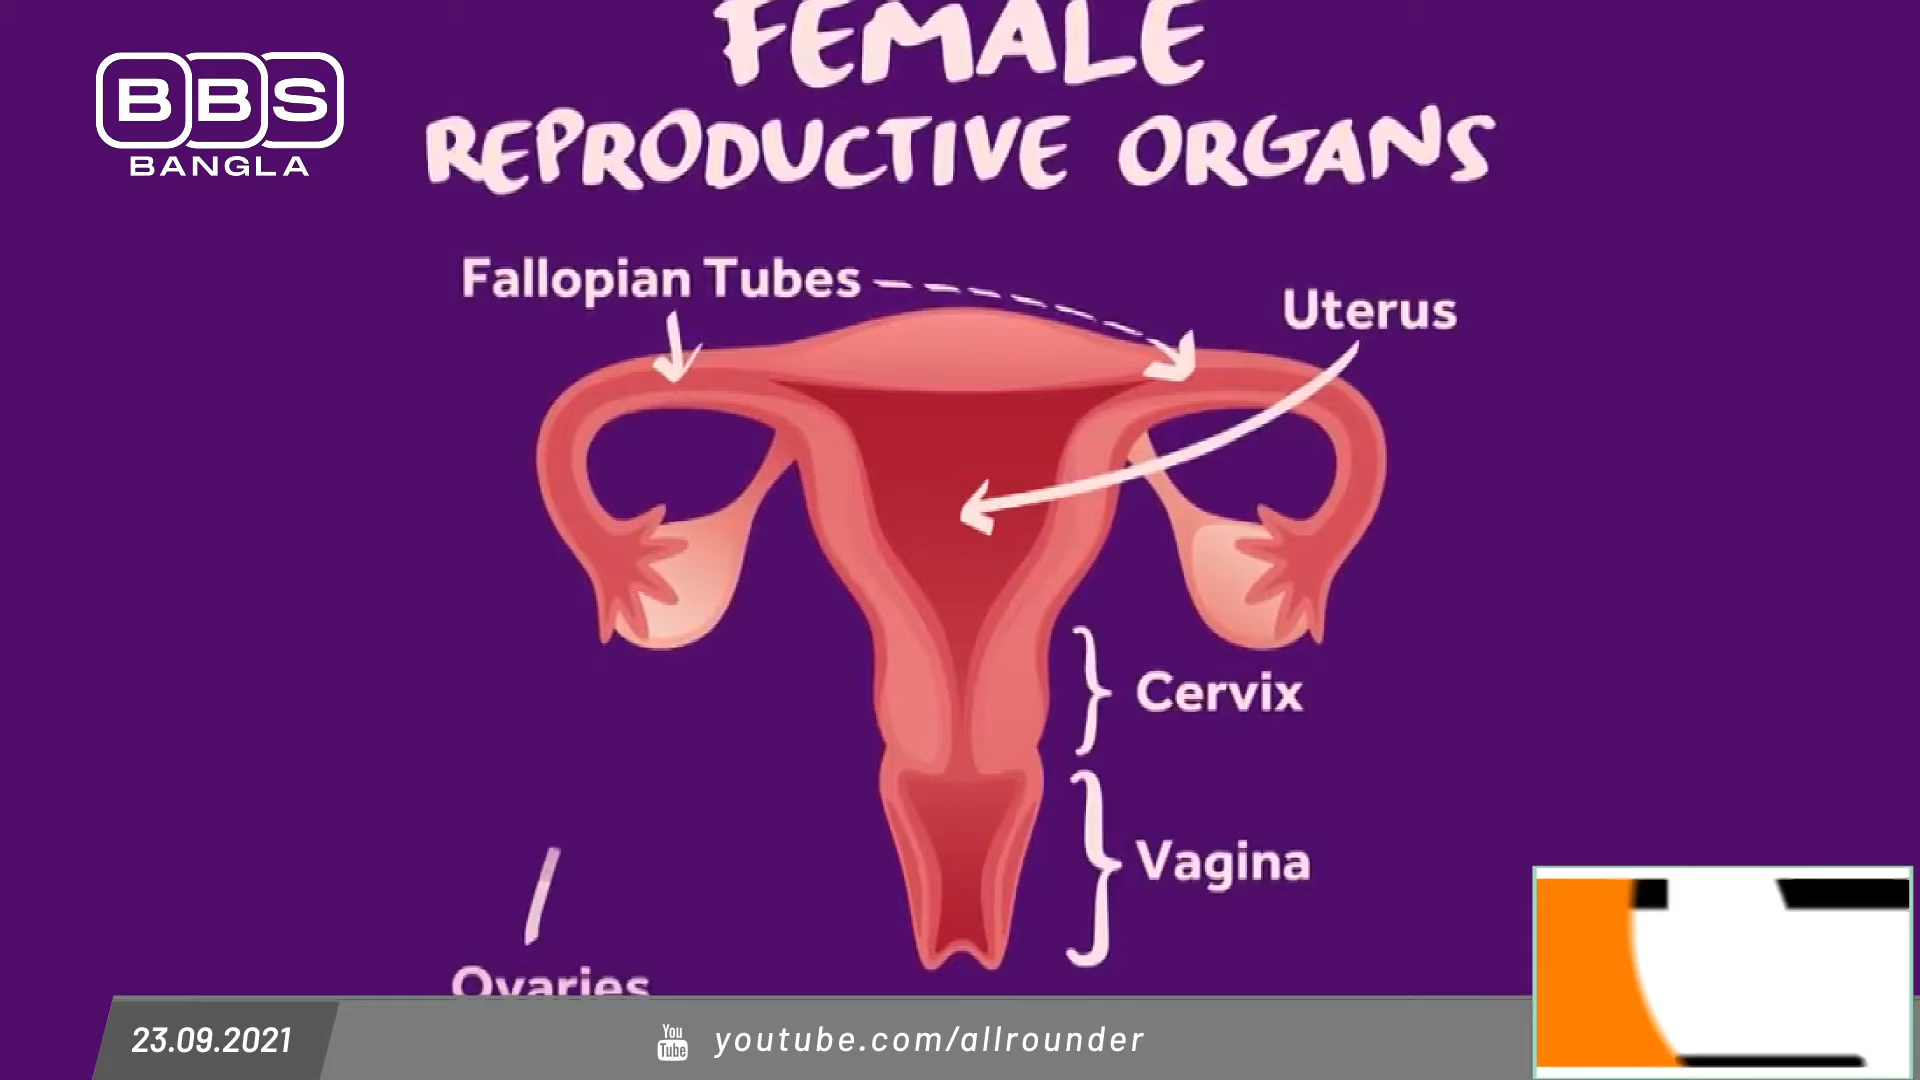 FEMALE
BBS
BANGLA
REPRODUCTIVE ORGANS
Fallopian Tubes
Uterus
Cervix
Vagina
Ovaries
23.09.2021
You
Tube
youtube.com/allrounder